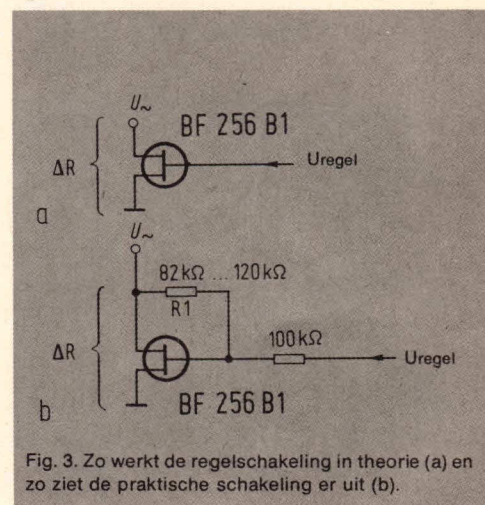 U~
BF 256 B1
ΔR
Uregel
a
U~
82kΩ ... 120kΩ
R1
100kΩ
ΔR
Uregel
b
BF 256 B1
Fig. 3. Zo werkt de regelschakeling in theorie (a) en
zo ziet de praktische schakeling er uit (b).